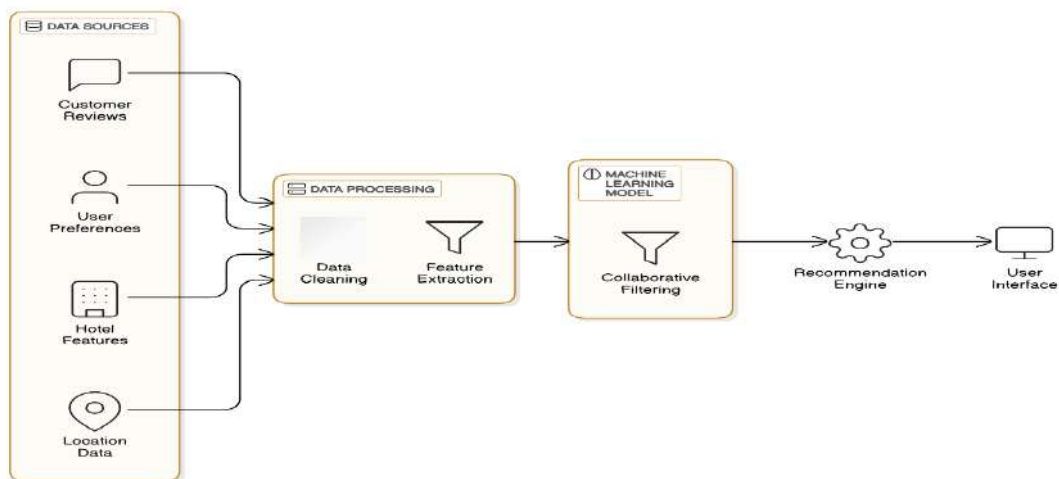 DATA SOURCES
Customer
Reviews
User
Preferences
Hotel
Features
Location
Data
DATA PROCESSING
Data
Cleaning
Feature
Extraction
MACHINE
LEARNING
MODEL
Collaborative
Filtering
Recommendation
Engine
User
Interface